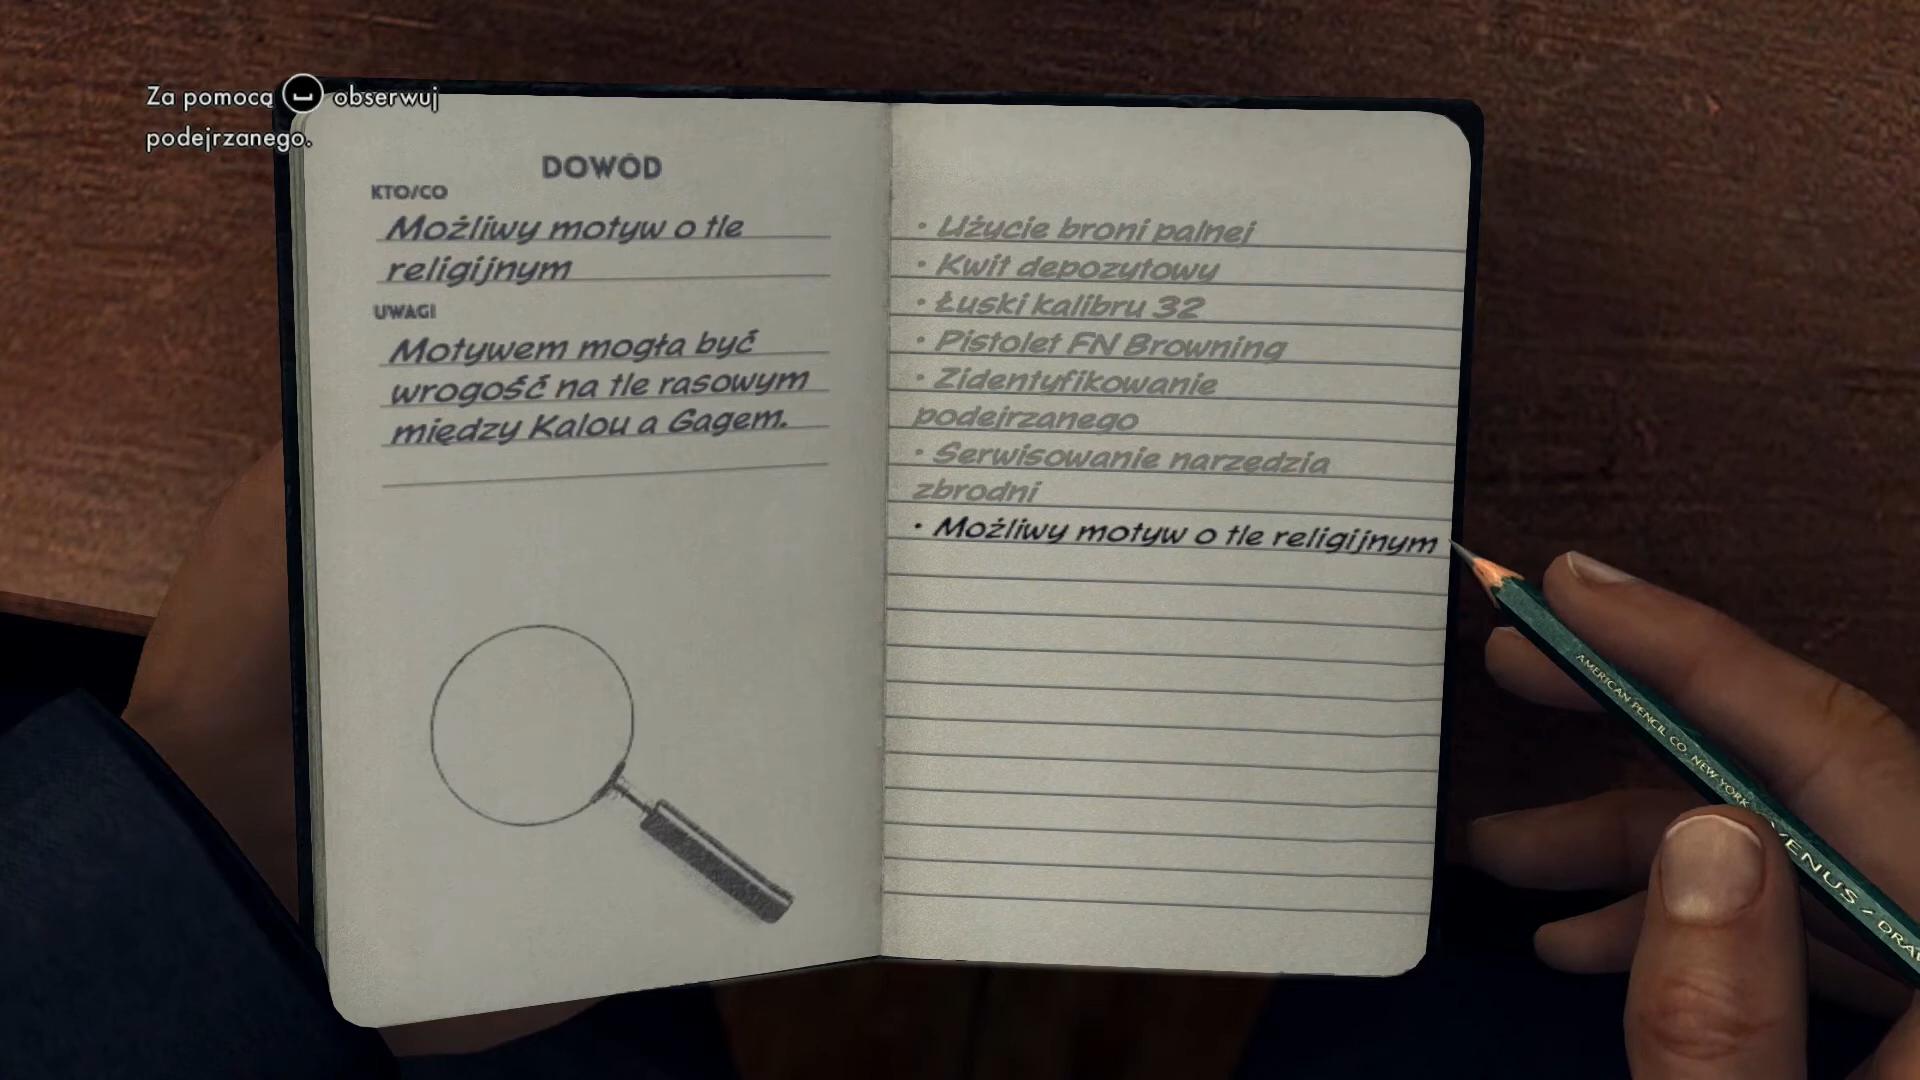 Za pomocą obserwuj
podejrzanego.
DOWÓD
KTO/CO
Możliwy motyw o tle
religijnym
UWAGI
Motywem mogła być
wrogość na tle rasowym
między Kalou a Gagem.
• Użycie broni palnej
• Kwit depozytowy
• Łuski kalibru 32
• Pistolet FN Browning
• Zidentyfikowanie
podejrzanego
• Serwisowanie narzędzia
zbrodni
• Możliwy motyw o tle religijnym
AMERICAN PENCIL CO. NEW YORK
VENUS / DRA